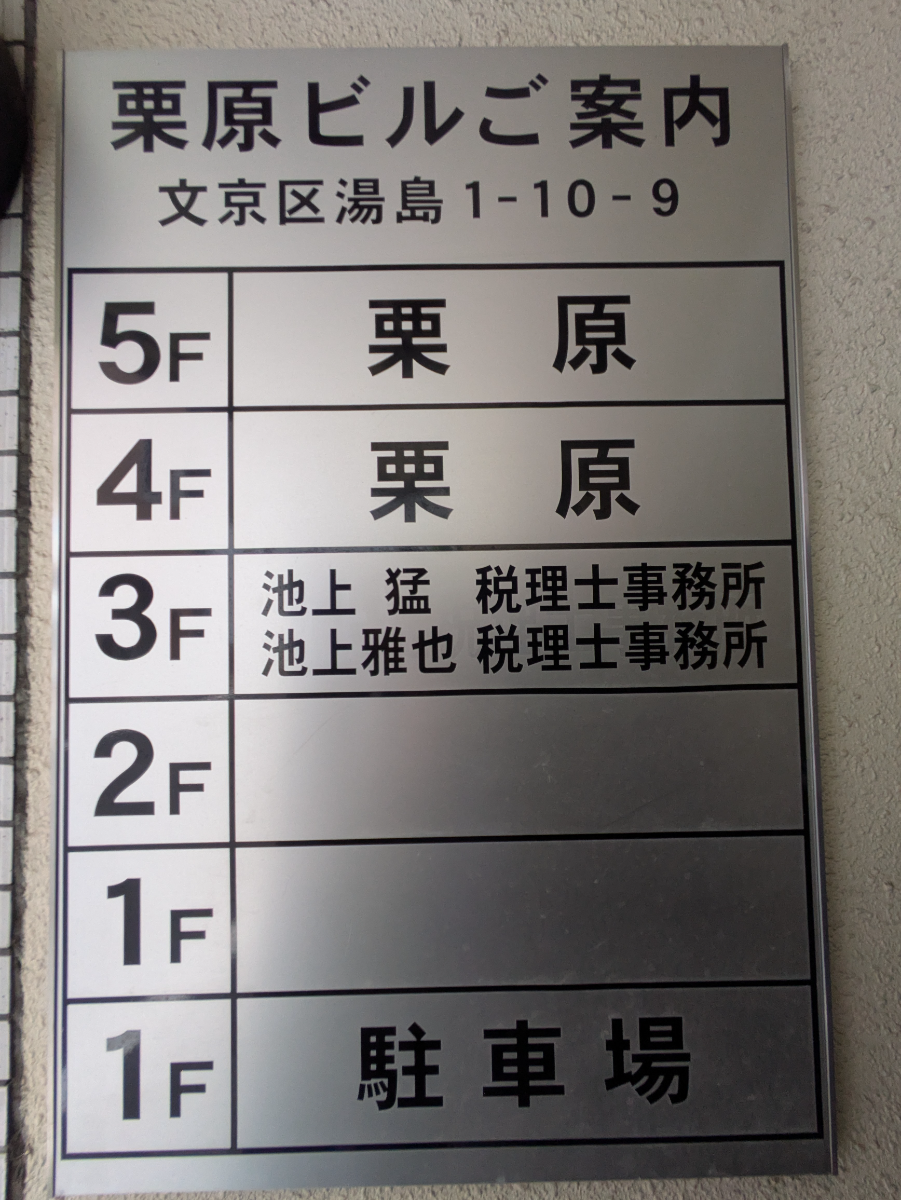 栗原ビルご案内
文京区湯島1-10-9
5F 栗 原
4F 栗 原
3F 池上 猛 税理士事務所
池上雅也 税理士事務所
2F
1F
1F 駐車場